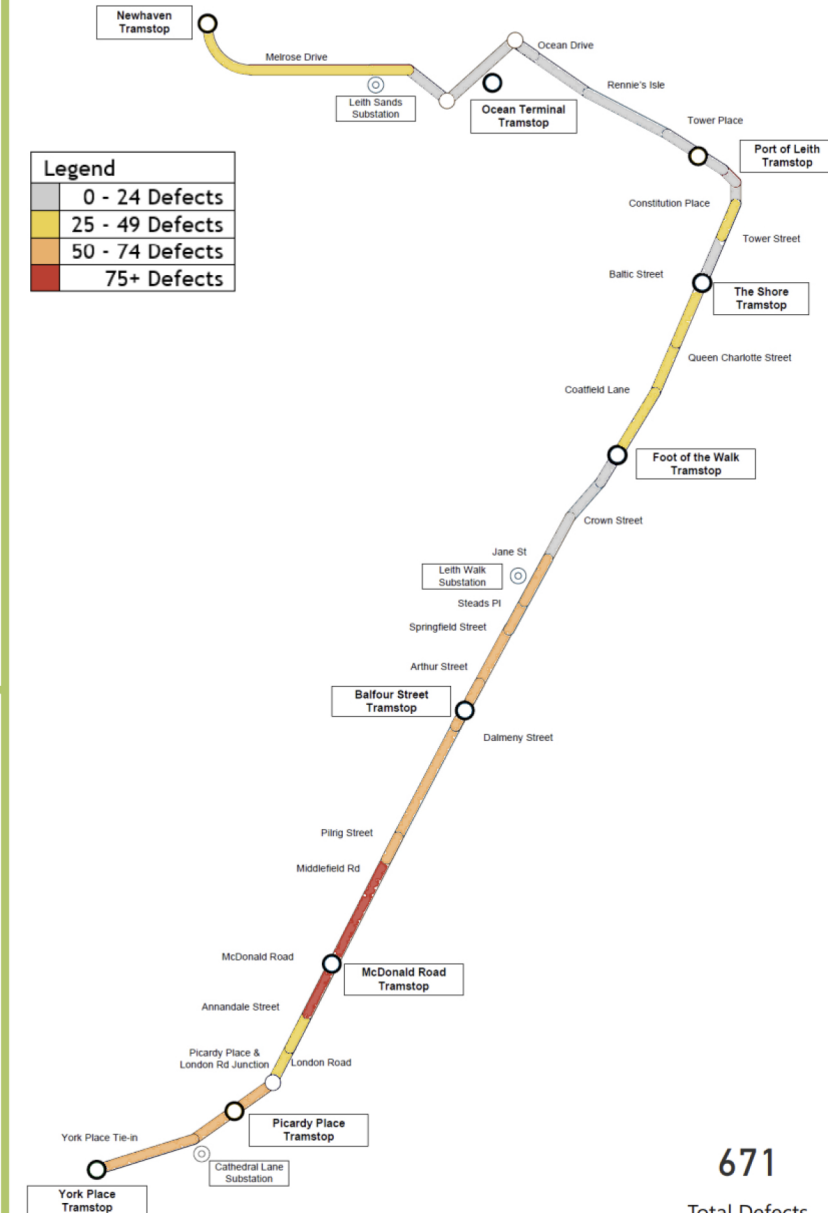 Newhaven
Tramstop
Melrose Drive
Leith Sands
Substation
Ocean Drive
Ocean Terminal
Tramstop
Rennie's Isle
Tower Place
Port of Leith
Tramstop
Legend
0 - 24 Defects
25 - 49 Defects
50 - 74 Defects
75+ Defects
Constitution Place
Tower Street
Baltic Street
The Shore
Tramstop
Queen Charlotte Street
Coatfield Lane
Foot of the Walk
Tramstop
Crown Street
Jane St
Leith Walk
Substation
Steads Pl
Springfield Street
Arthur Street
Balfour Street
Tramstop
Dalmeny Street
Pilrig Street
Middlefield Rd
McDonald Road
McDonald Road
Tramstop
Annandale Street
Picardy Place &
London Rd Junction
London Road
Picardy Place
Tramstop
York Place Tie-in
Cathedral Lane
Substation
York Place
Tramstop
671
Total Defects